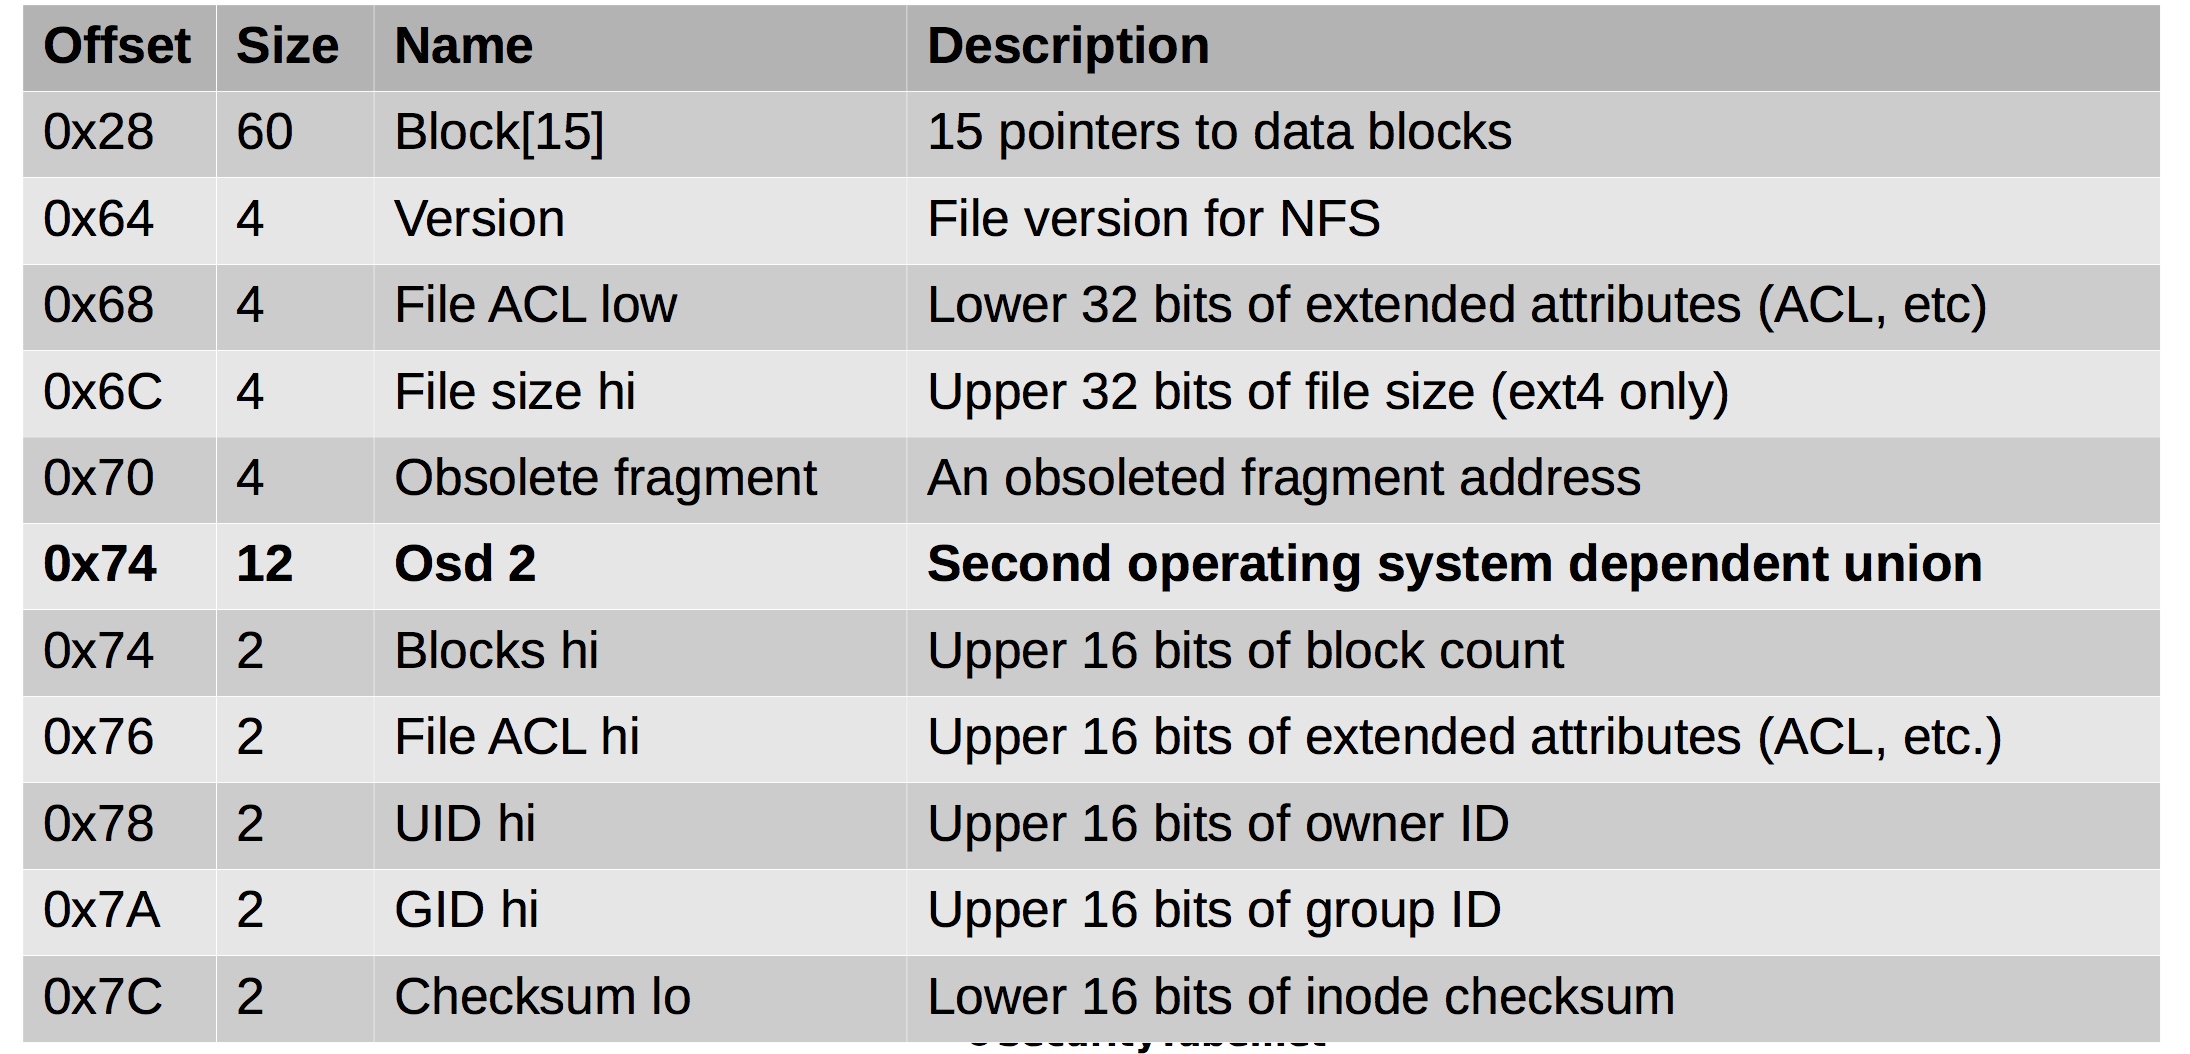 Offset Size Name Description
0x28 60 Block[15] 15 pointers to data blocks
0x64 4 Version File version for NFS
0x68 4 File ACL low Lower 32 bits of extended attributes (ACL, etc)
0x6C 4 File size hi Upper 32 bits of file size (ext4 only)
0x70 4 Obsolete fragment An obsoleted fragment address
0x74 12 Osd 2 Second operating system dependent union
0x74 2 Blocks hi Upper 16 bits of block count
0x76 2 File ACL hi Upper 16 bits of extended attributes (ACL, etc.)
0x78 2 UID hi Upper 16 bits of owner ID
0x7A 2 GID hi Upper 16 bits of group ID
0x7C 2 Checksum lo Lower 16 bits of inode checksum